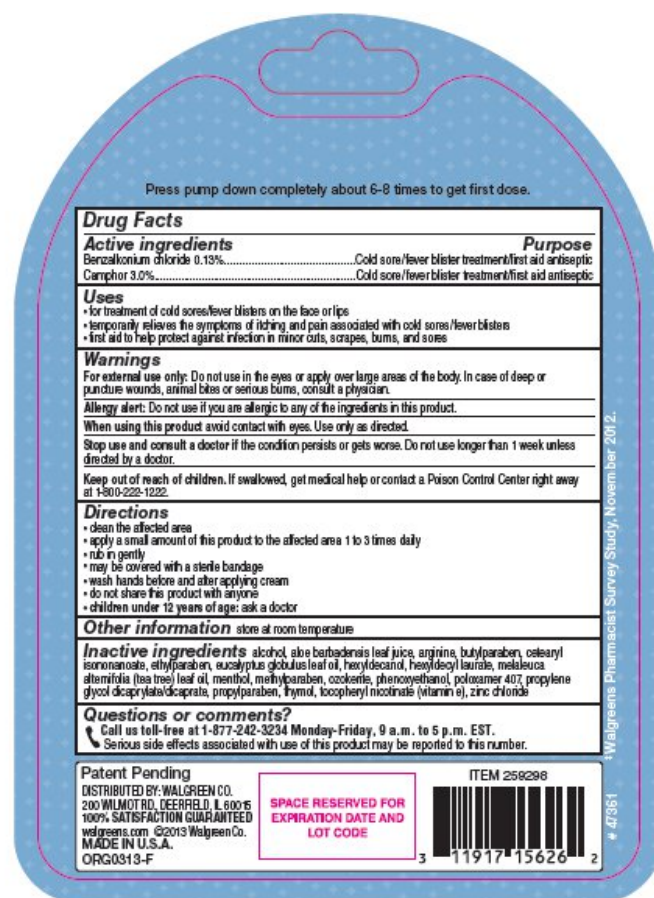 Press pump down completely about 6-8 times to get first dose.
Drug Facts
Active ingredients Purpose
Benzalkonium chloride 0.13%......Cold sore/fever blister treatment/first aid antiseptic
Camphor 3.0%......Cold sore/fever blister treatment/first aid antiseptic
Uses
• for treatment of cold sores/fever blisters on the face or lips
• temporarily relieves the symptoms of itching and pain associated with cold sores/fever blisters
• first aid to help protect against infection in minor cuts, scrapes, burns, and sores
Warnings
For external use only: Do not use in the eyes or apply over large areas of the body. In case of deep or
puncture wounds, animal bites or serious burns, consult a physician.
Allergy alert: Do not use if you are allergic to any of the ingredients in this product.
When using this product avoid contact with eyes. Use only as directed.
Stop use and consult a doctor if the condition persists or gets worse. Do not use longer than 1 week unless
directed by a doctor.
Keep out of reach of children. If swallowed, get medical help or contact a Poison Control Center right away
at 1-800-222-1222.
Directions
• clean the affected area
• apply a small amount of this product to the affected area 1 to 3 times daily
• rub in gently
• may be covered with a sterile bandage
• wash hands before and after applying cream
• do not share this product with anyone
• children under 12 years of age: ask a doctor
Other information store at room temperature
Inactive ingredients alcohol, aloe barbadensis leaf juice, arginine, butylparaben, cetearyl
isononanoate, ethylparaben, eucalyptus globulus leaf oil, hexyldecanol, hexyldecyl laurate, melaleuca
alternifolia (tea tree) leaf oil, menthol, methylparaben, ozokerite, phenoxyethanol, poloxamer 407, propylene
glycol dicaprylate/dicaprate, propylparaben, thymol, tocopheryl nicotinate (vitamin e), zinc chloride
Questions or comments?
Call us toll-free at 1-877-242-3234 Monday-Friday, 9 a.m. to 5 p.m. EST.
Serious side effects associated with use of this product may be reported to this number.
Patent Pending
DISTRIBUTED BY: WALGREEN CO.
200 WILMOT RD, DEERFIELD, IL 60015
100% SATISFACTION GUARANTEED
walgreens.com ©2013 Walgreen Co.
MADE IN U.S.A.
ORG0313-F
SPACE RESERVED FOR
EXPIRATION DATE AND
LOT CODE
ITEM 259298
3 11917 15626 2
# 47361 ‡Walgreens Pharmacist Survey Study, November 2012.